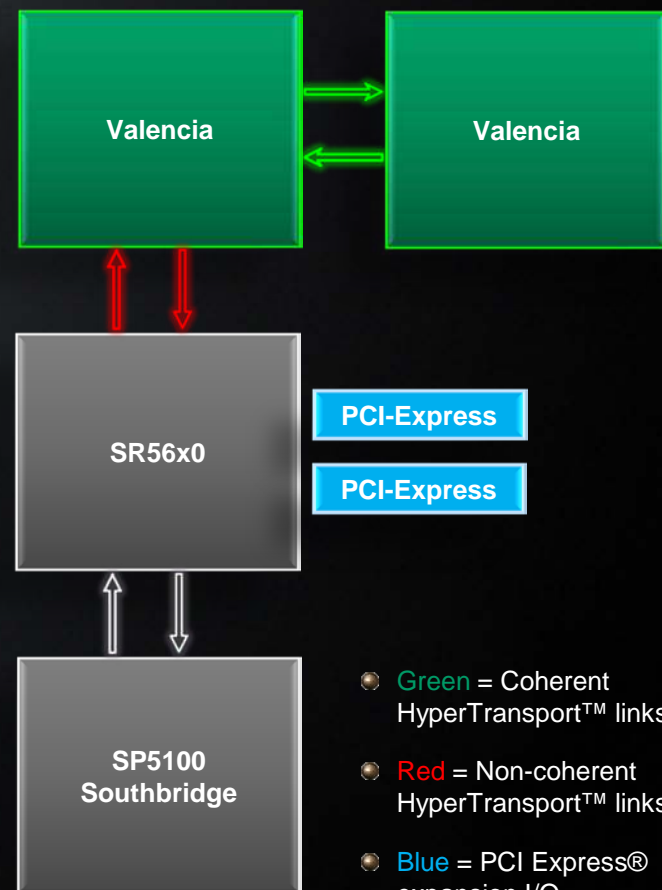 Valencia
Valencia
SR56x0
PCI-Express
PCI-Express
SP5100
Southbridge
Green = Coherent
HyperTransport™ links
Red = Non-coherent
HyperTransport™ links
Blue = PCI Express®
expansion I/O